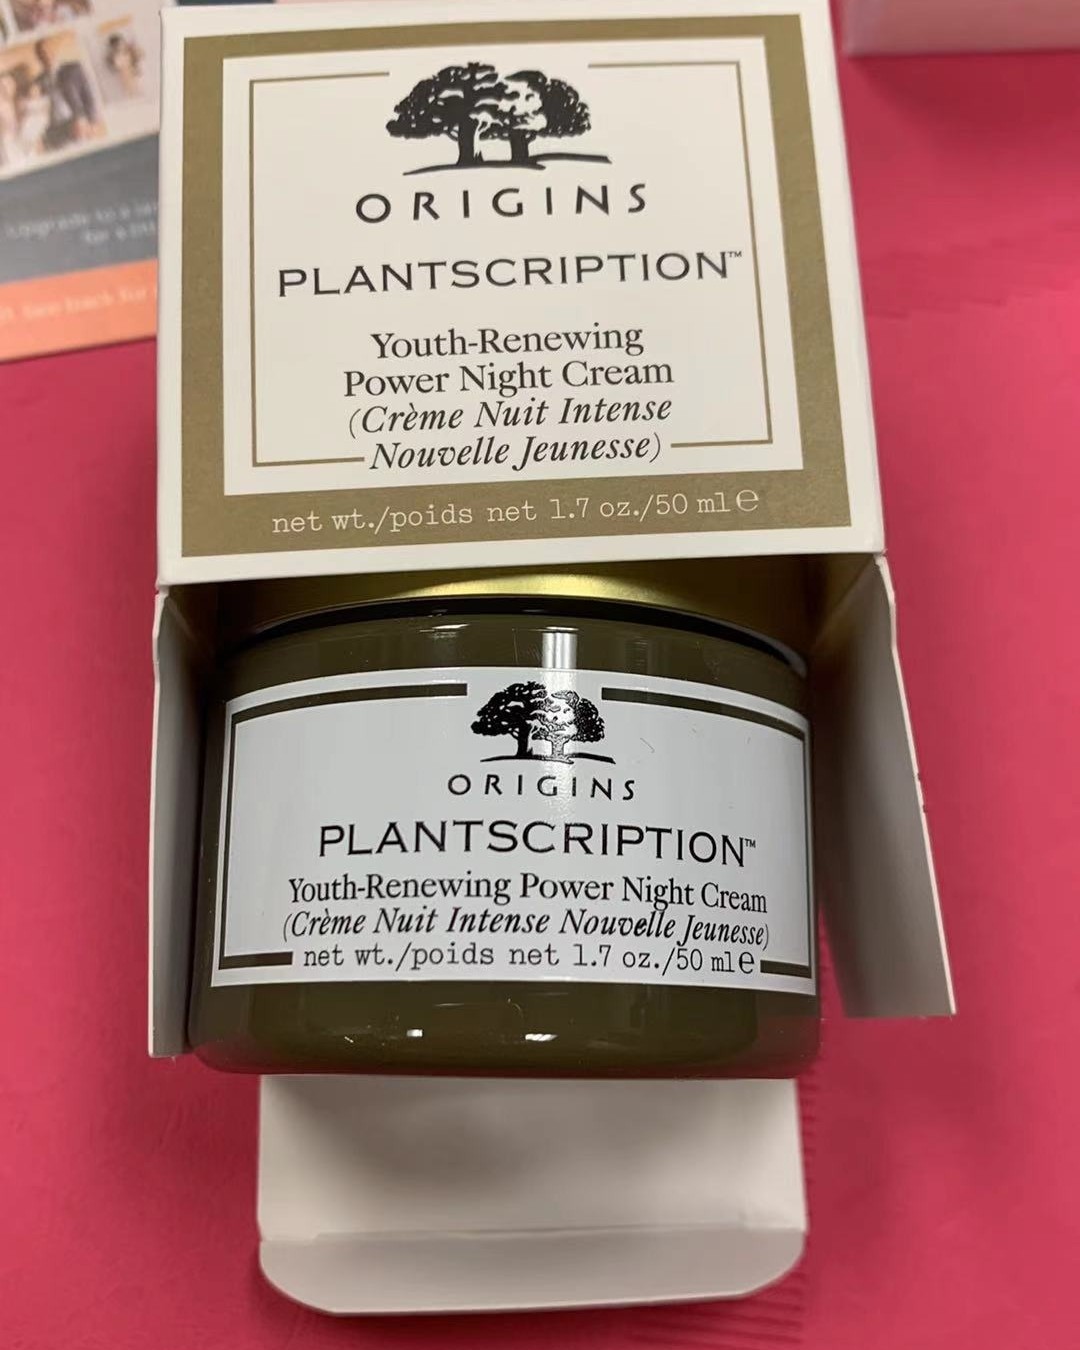 ORIGINS
PLANTSCRIPTION™
Youth-Renewing
Power Night Cream
(Crème Nuit Intense
Nouvelle Jeunesse)
net wt./poids net 1.7 oz./50 ml e
ORIGINS
PLANTSCRIPTION™
Youth-Renewing Power Night Cream
(Crème Nuit Intense Nouvelle Jeunesse)
net wt./poids net 1.7 oz./50 ml e